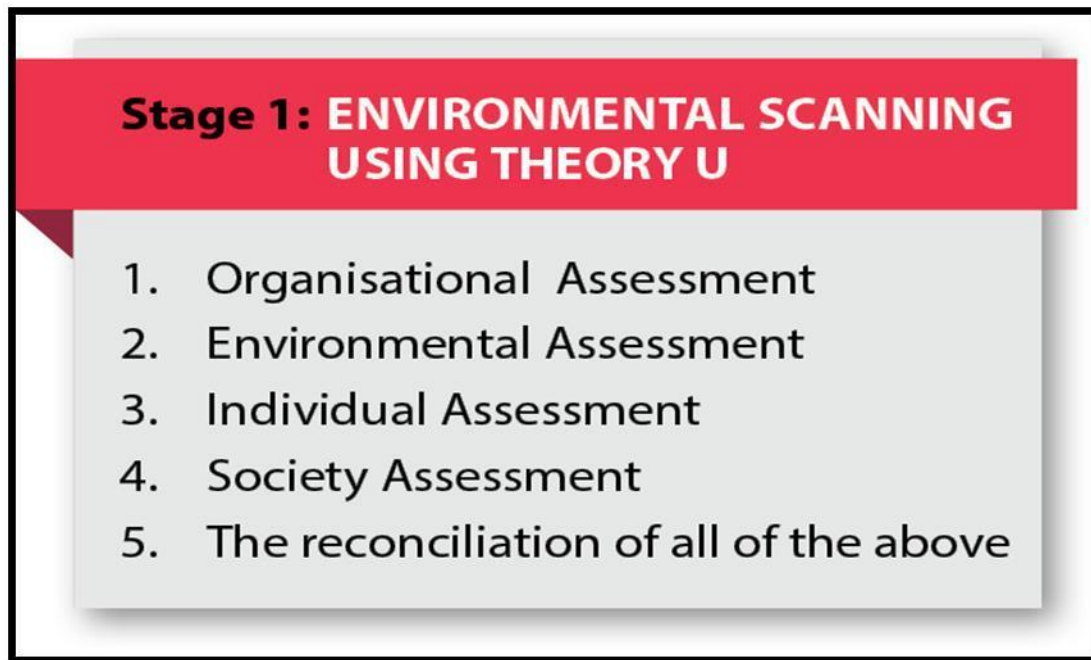 Stage 1: ENVIRONMENTAL SCANNING
USING THEORY U
1. Organisational Assessment
2. Environmental Assessment
3. Individual Assessment
4. Society Assessment
5. The reconciliation of all of the above